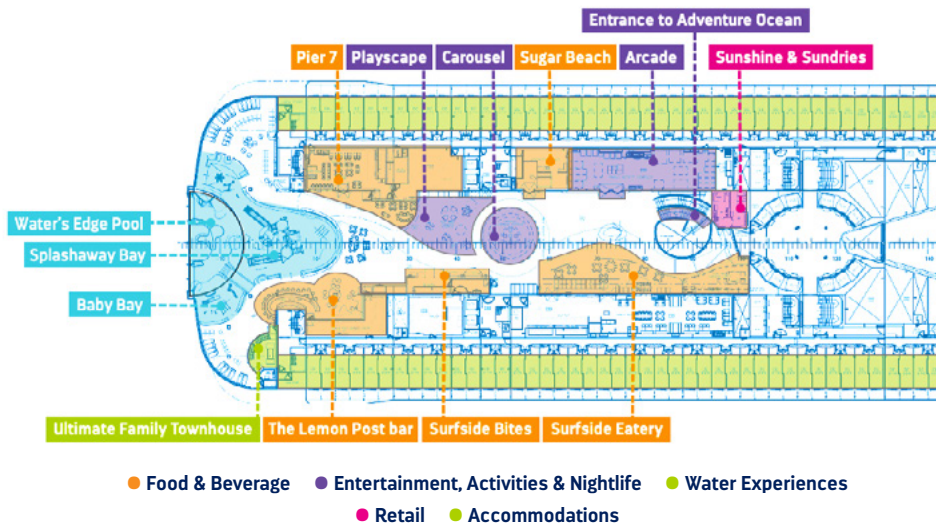 Entrance to Adventure Ocean
Pier 7
Playscape
Carousel
Sugar Beach
Arcade
Sunshine & Sundries
Water's Edge Pool
Splashaway Bay
Baby Bay
Ultimate Family Townhouse
The Lemon Post bar
Surfside Bites
Surfside Eatery
Food & Beverage
Entertainment, Activities & Nightlife
Water Experiences
Retail
Accommodations